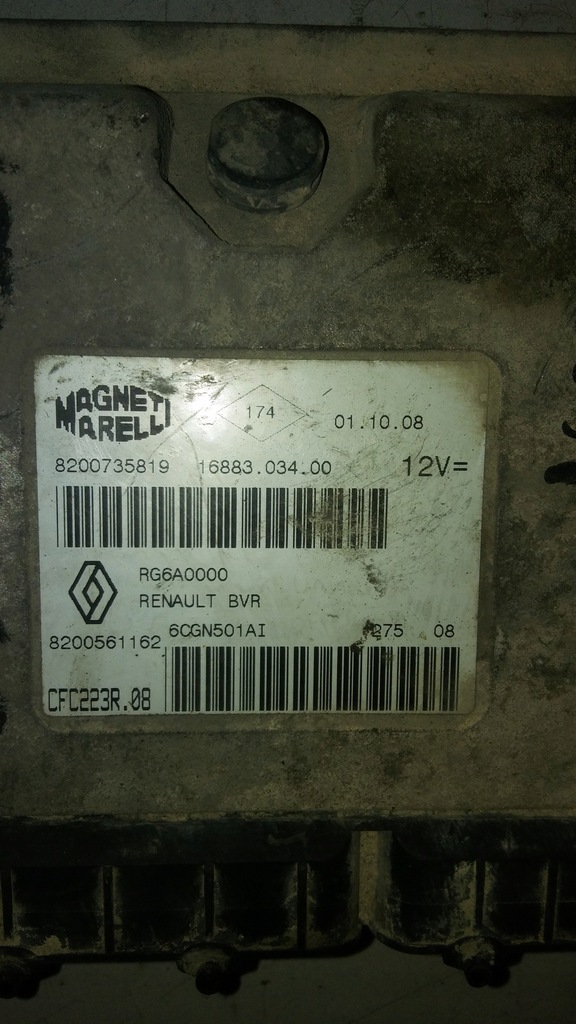 MAGNETI
MARELLI
174
01.10.08
8200735819 16883.034.00 12V=
RG6A0000
RENAULT BVR
8200561162 6CGN501AI 275 08
CFC223R.08